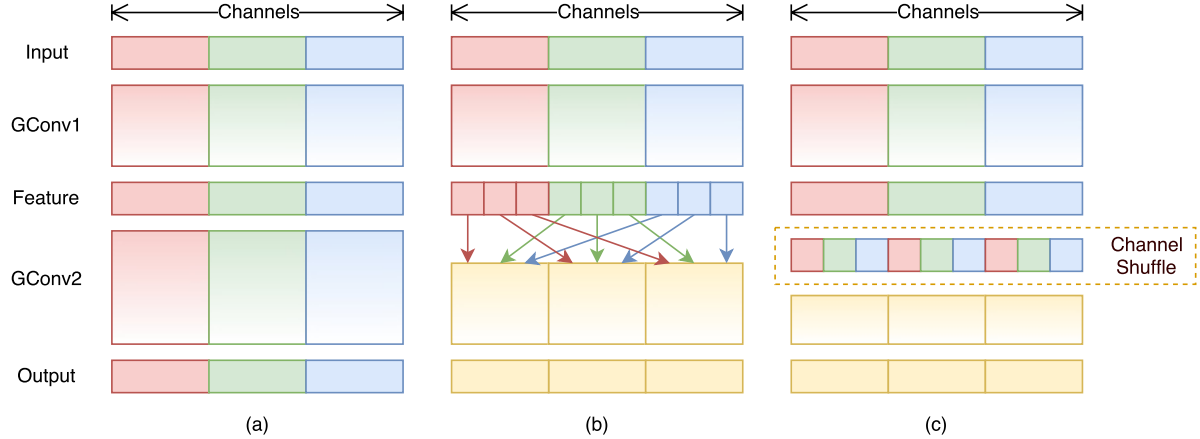 Channels Channels Channels
Input
GConv1
Feature
Channel
Shuffle
GConv2
Output
(a) (b) (c)